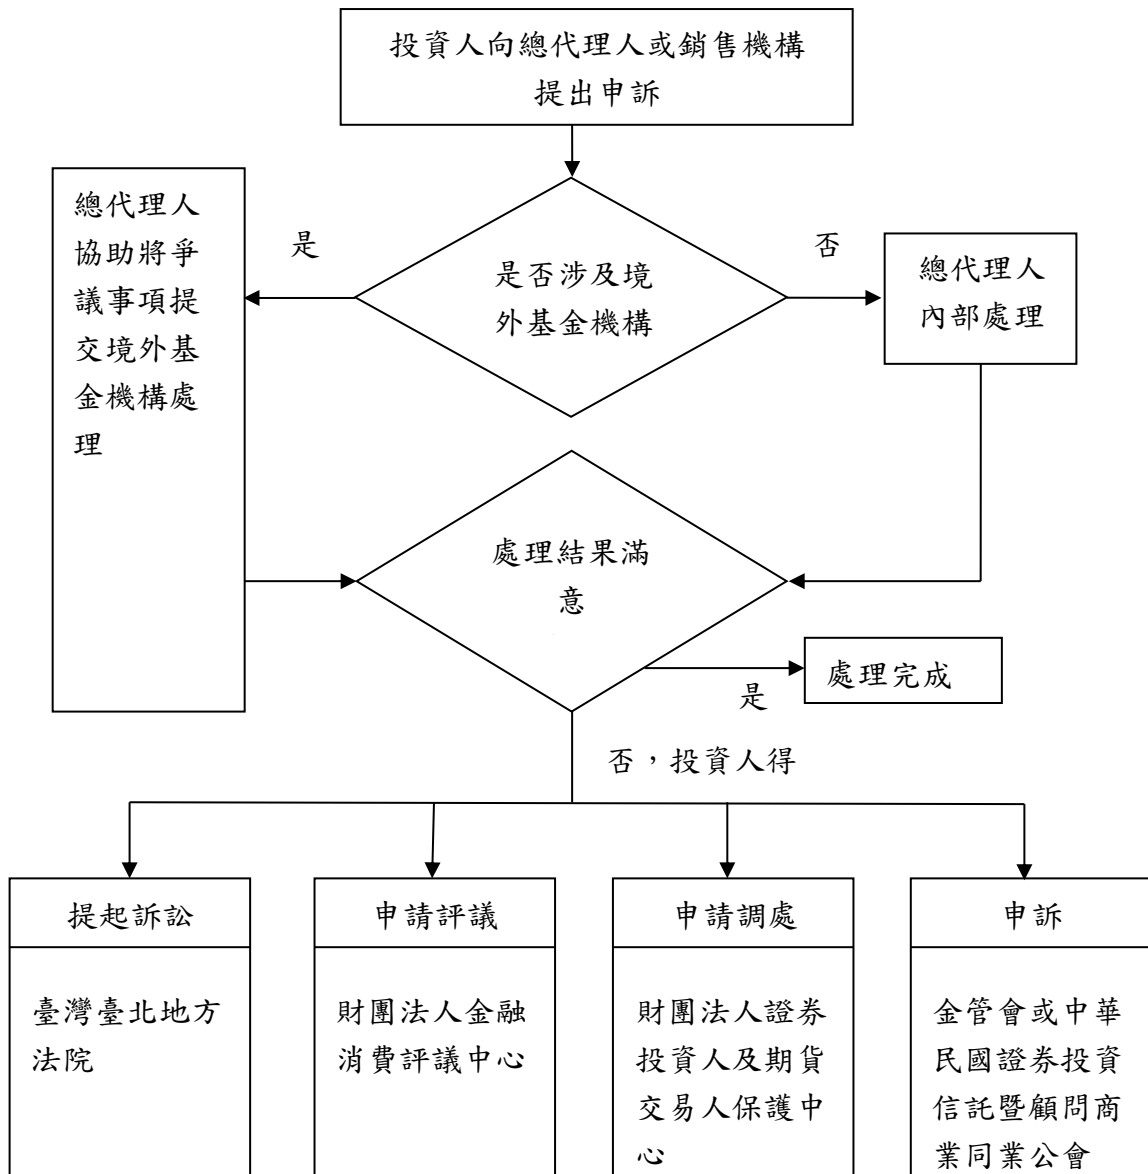 投資人向總代理人或銷售機構
提出申訴
總代理人
協助將爭
議事項提
交境外基
金機構處
理
是
是否涉及境
外基金機構
否
總代理人
內部處理
處理結果滿
意
是
處理完成
否，投資人得
提起訴訟
臺灣臺北地方
法院
申請評議
財團法人金融
消費評議中心
申請調處
財團法人證券
投資人及期貨
交易人保護中
心
申訴
金管會或中華
民國證券投資
信託暨顧問商
業同業公會